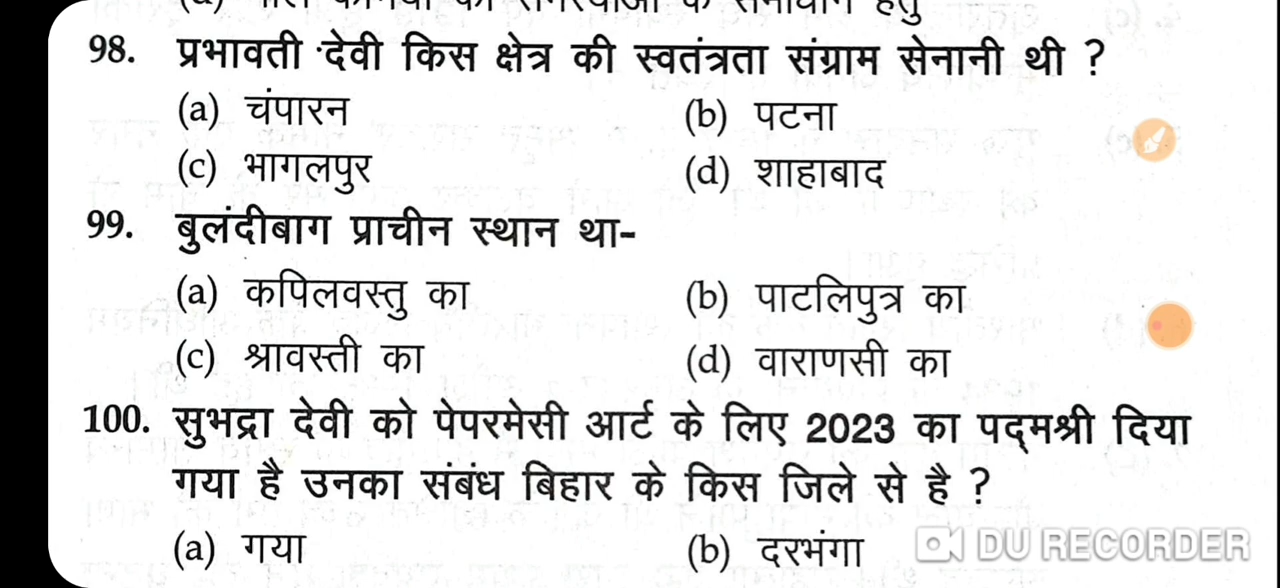 98. प्रभावती देवी किस क्षेत्र की स्वतंत्रता संग्राम सेनानी थी ?
(a) चंपारन (b) पटना
(c) भागलपुर (d) शाहाबाद
99. बुलंदीबाग प्राचीन स्थान था-
(a) कपिलवस्तु का (b) पाटलिपुत्र का
(c) श्रावस्ती का (d) वाराणसी का
100. सुभद्रा देवी को पेपरमेसी आर्ट के लिए 2023 का पद्मश्री दिया
गया है उनका संबंध बिहार के किस जिले से है ?
(a) गया (b) दरभंगा
DU RECORDER